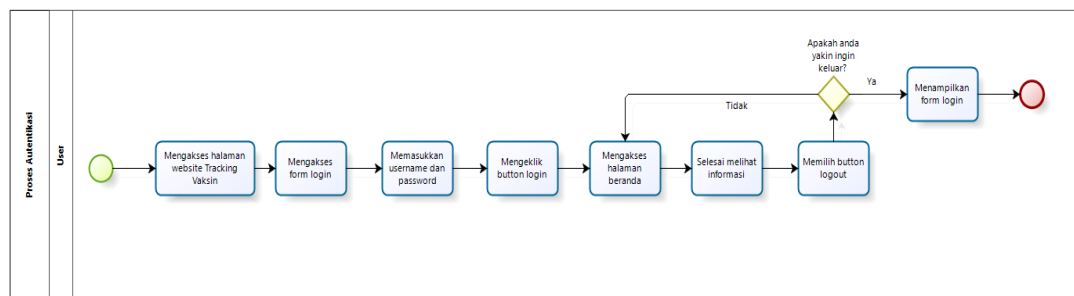 Proses Autentikasi
User
Mengakses halaman
website Tracking
Vaksin
Mengakses
form login
Memasukkan
username dan
password
Mengeklik
button login
Mengakses
halaman
beranda
Selesai melihat
informasi
Memilih button
logout
Apakah anda
yakin ingin
keluar?
Tidak
Ya
Menampilkan
form login